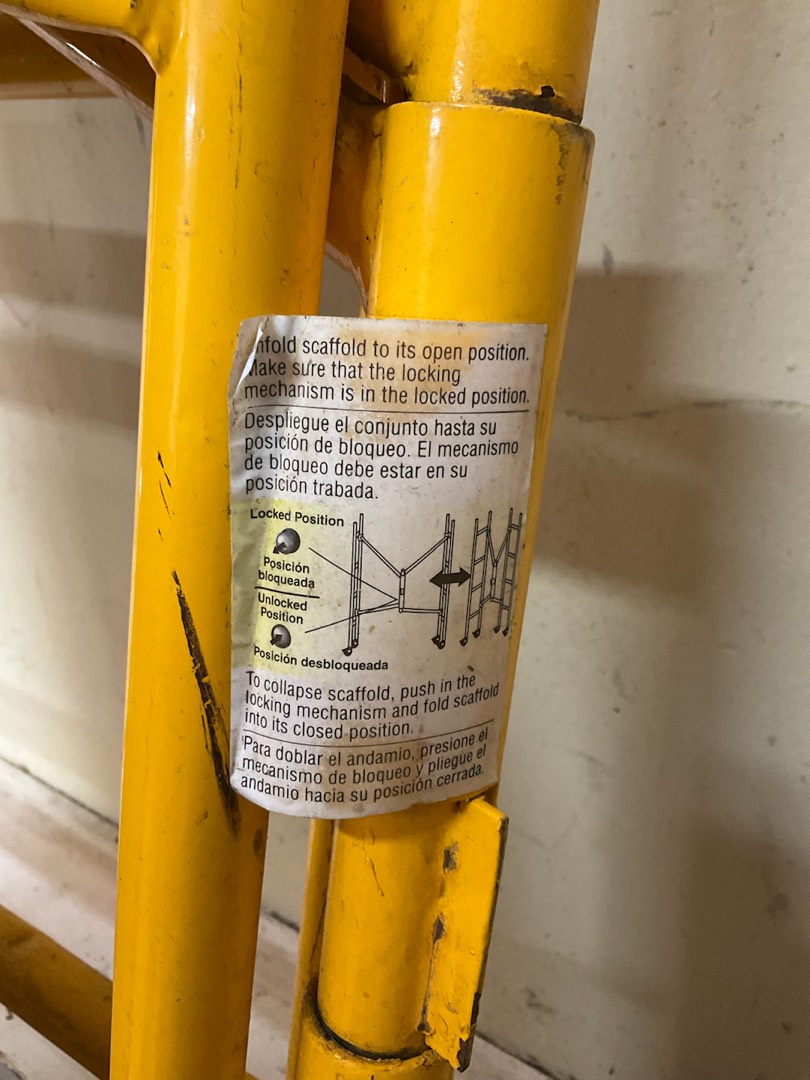 nfold scaffold to its open position.
Make sure that the locking
mechanism is in the locked position.
Despliegue el conjunto hasta su
posición de bloqueo. El mecanismo
de bloqueo debe estar en su
posición trabada.
Locked Position
Posición
bloqueada
Unlocked
Position
Posición desbloqueada
To collapse scaffold, push in the
locking mechanism and fold scaffold
into its closed position.
Para doblar el andamio, presione el
mecanismo de bloqueo y pliegue el
andamio hacia su posición cerrada.